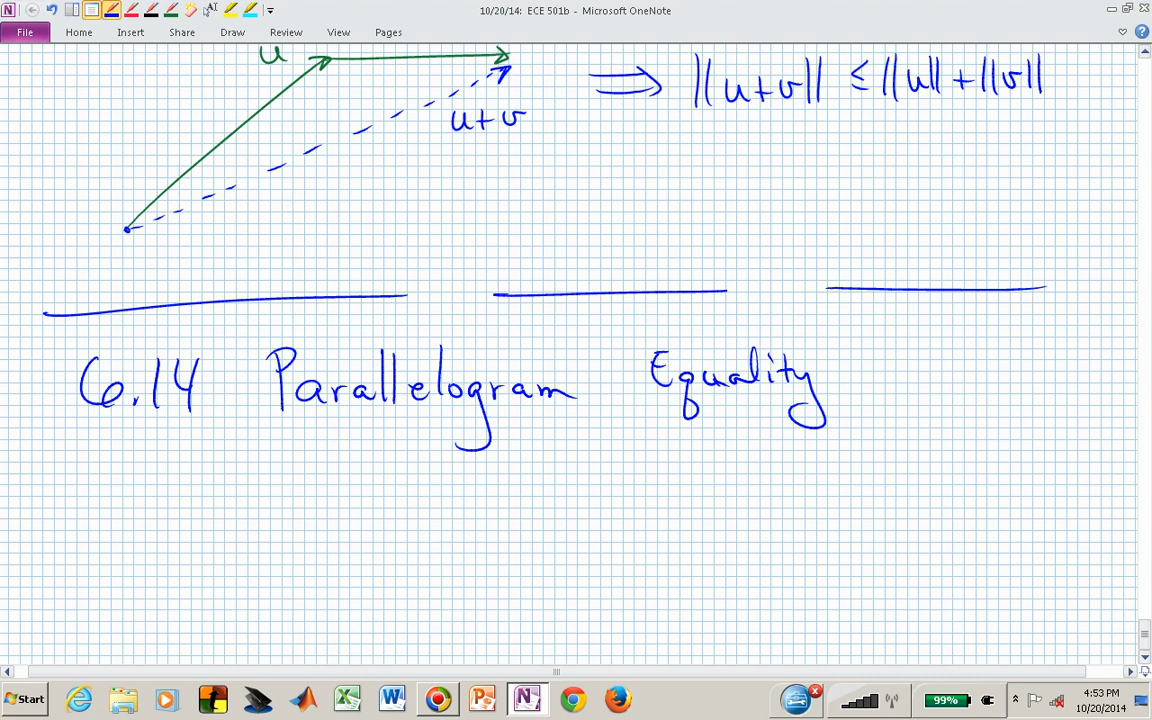 10/20/14: ECE 501b - Microsoft OneNote
File Home Insert Share Draw Review View Pages
u
u+v
⟹ ||u+v|| ≤ ||u|| + ||v||
6.14 Parallelogram Equality
Start
99%
4:53 PM
10/20/2014